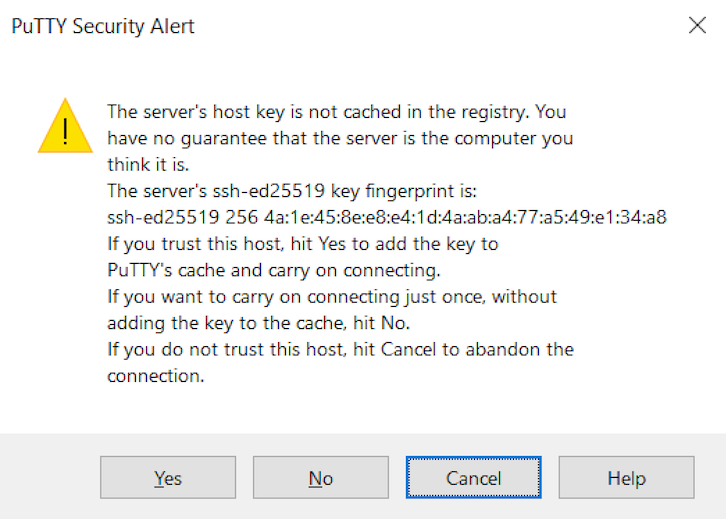 PuTTY Security Alert
The server's host key is not cached in the registry. You
have no guarantee that the server is the computer you
think it is.
The server's ssh-ed25519 key fingerprint is:
ssh-ed25519 256 4a:1e:45:8e:e8:e4:1d:4a:ab:a4:77:a5:49:e1:34:a8
If you trust this host, hit Yes to add the key to
PuTTY's cache and carry on connecting.
If you want to carry on connecting just once, without
adding the key to the cache, hit No.
If you do not trust this host, hit Cancel to abandon the
connection.
Yes No Cancel Help